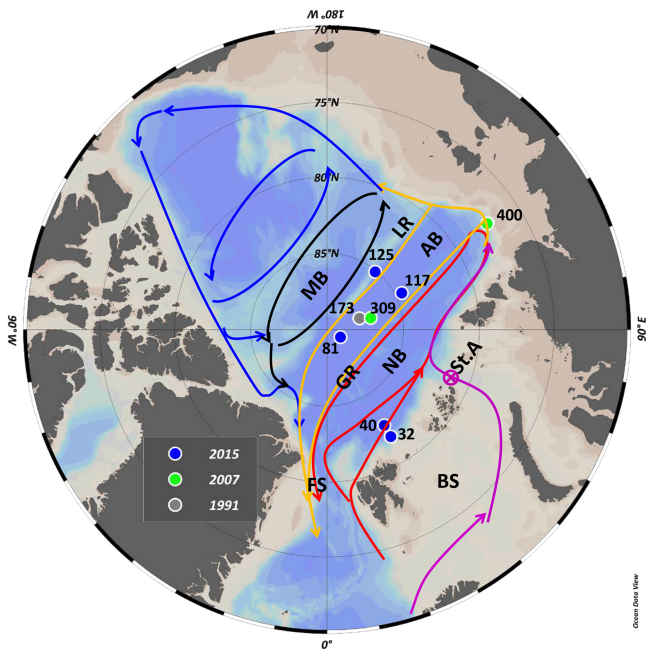 180°W
70°N
75°N
80°N
400
LR
AB
85°N
125
MB
117
173
309
90°W
90°E
81
GR
NB
St.A
40
32
2015
2007
1991
FS
BS
Ocean Data View
0°